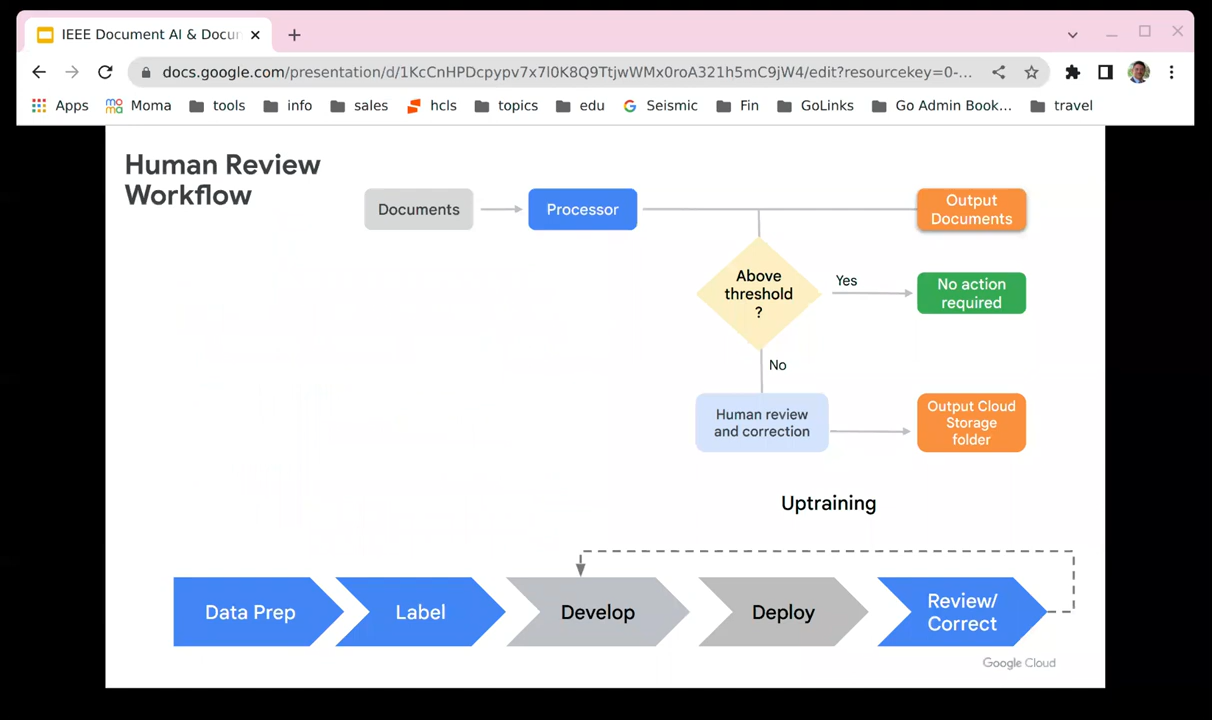 IEEE Document AI & Docum
docs.google.com/presentation/d/1KcCnHPDcpypv7x7l0K8Q9TtjwWMx0roA321h5mC9jW4/edit?resourcekey=0-...
Apps
moma
Moma
tools
info
sales
hcls
topics
edu
Seismic
Fin
GoLinks
Go Admin Book...
travel
Human Review
Workflow
Documents
Processor
Output
Documents
Above
threshold
?
Yes
No action
required
No
Human review
and correction
Output Cloud
Storage
folder
Uptraining
Data Prep
Label
Develop
Deploy
Review/
Correct
Google Cloud